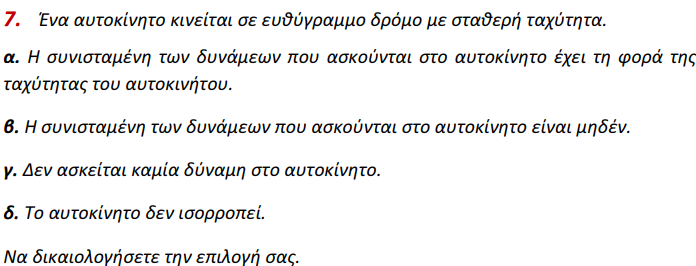 7. Ένα αυτοκίνητο κινείται σε ευθύγραμμο δρόμο με σταθερή ταχύτητα.
α. Η συνισταμένη των δυνάμεων που ασκούνται στο αυτοκίνητο έχει τη φορά της
ταχύτητας του αυτοκινήτου.
β. Η συνισταμένη των δυνάμεων που ασκούνται στο αυτοκίνητο είναι μηδέν.
γ. Δεν ασκείται καμία δύναμη στο αυτοκίνητο.
δ. Το αυτοκίνητο δεν ισορροπεί.
Να δικαιολογήσετε την επιλογή σας.